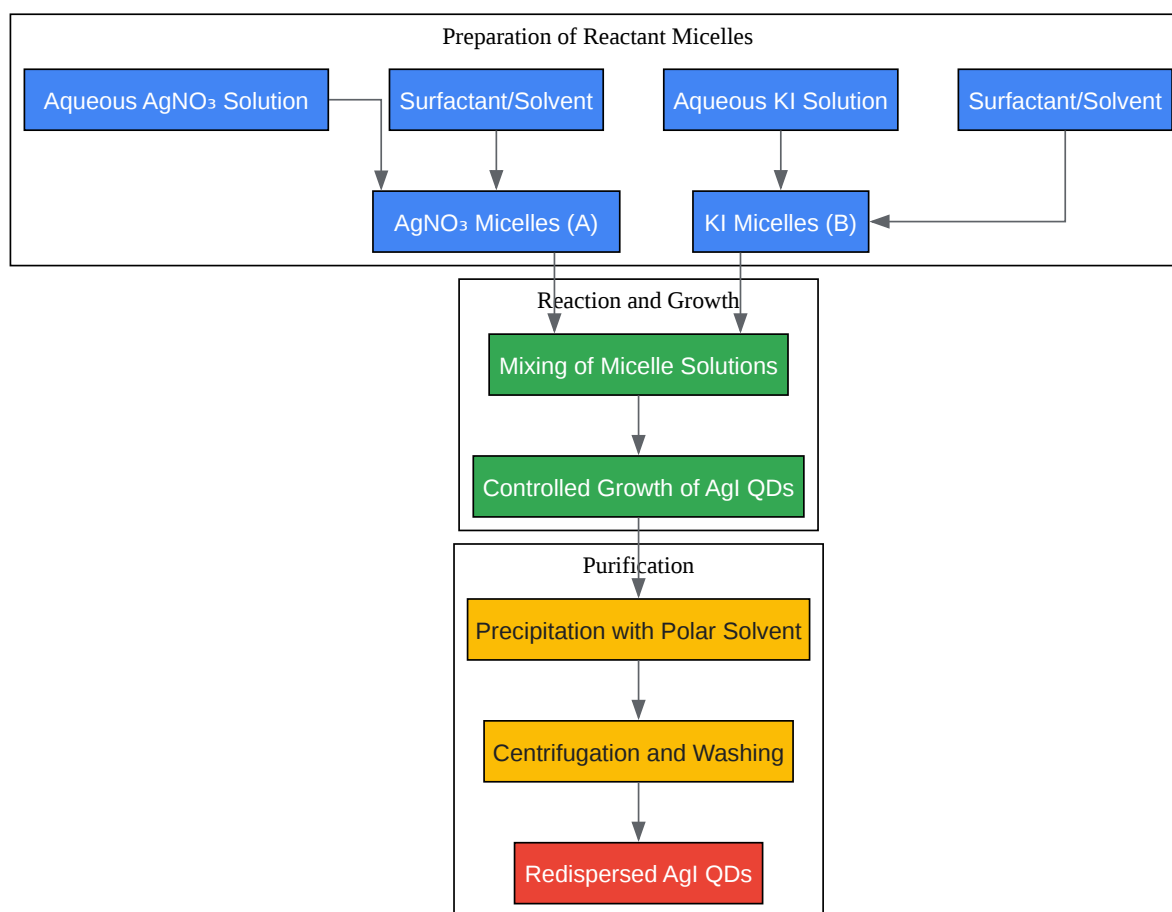 Preparation of Reactant Micelles
Aqueous AgNO₃ Solution
Surfactant/Solvent
Aqueous KI Solution
Surfactant/Solvent
AgNO₃ Micelles (A)
KI Micelles (B)
Reaction and Growth
Mixing of Micelle Solutions
Controlled Growth of AgI QDs
Purification
Precipitation with Polar Solvent
Centrifugation and Washing
Redispersed AgI QDs